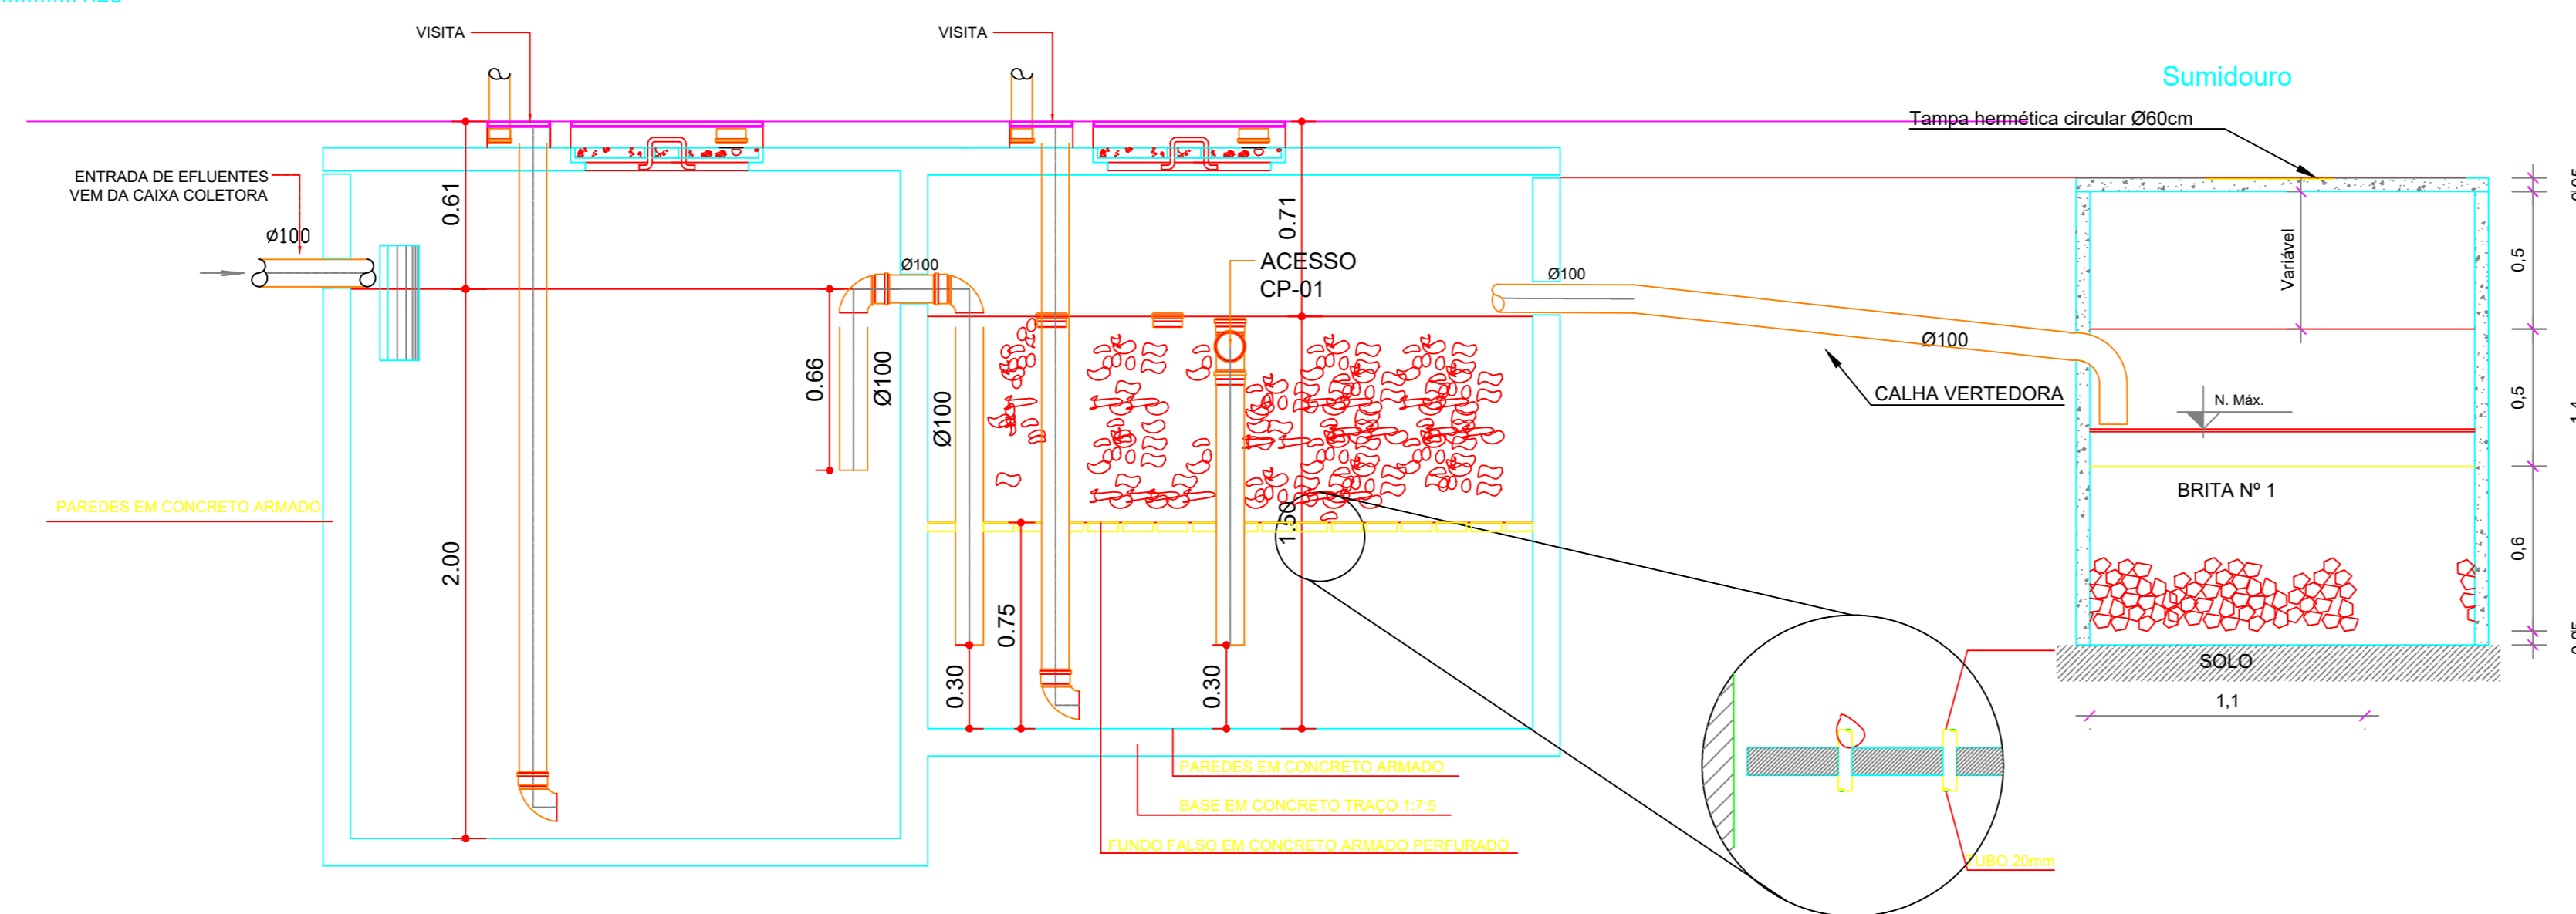 VISITA
VISITA
Sumidouro
Tampa hermética circular Ø60cm
ENTRADA DE EFLUENTES
VEM DA CAIXA COLETORA
Ø100
0.61
0.71
ACESSO
CP-01
Ø100
Ø100
Variável
0,5
0.66
Ø100
Ø100
Ø100
CALHA VERTEDORA
N. Máx.
0,5
BRITA Nº 1
PAREDES EM CONCRETO ARMADO
2.00
1.50
0,6
0.75
0.30
0.30
SOLO
1,1
PAREDES EM CONCRETO ARMADO
BASE EM CONCRETO TRAÇO 1:7:5
FUNDO FALSO EM CONCRETO ARMADO PERFURADO
TUBO 20mm